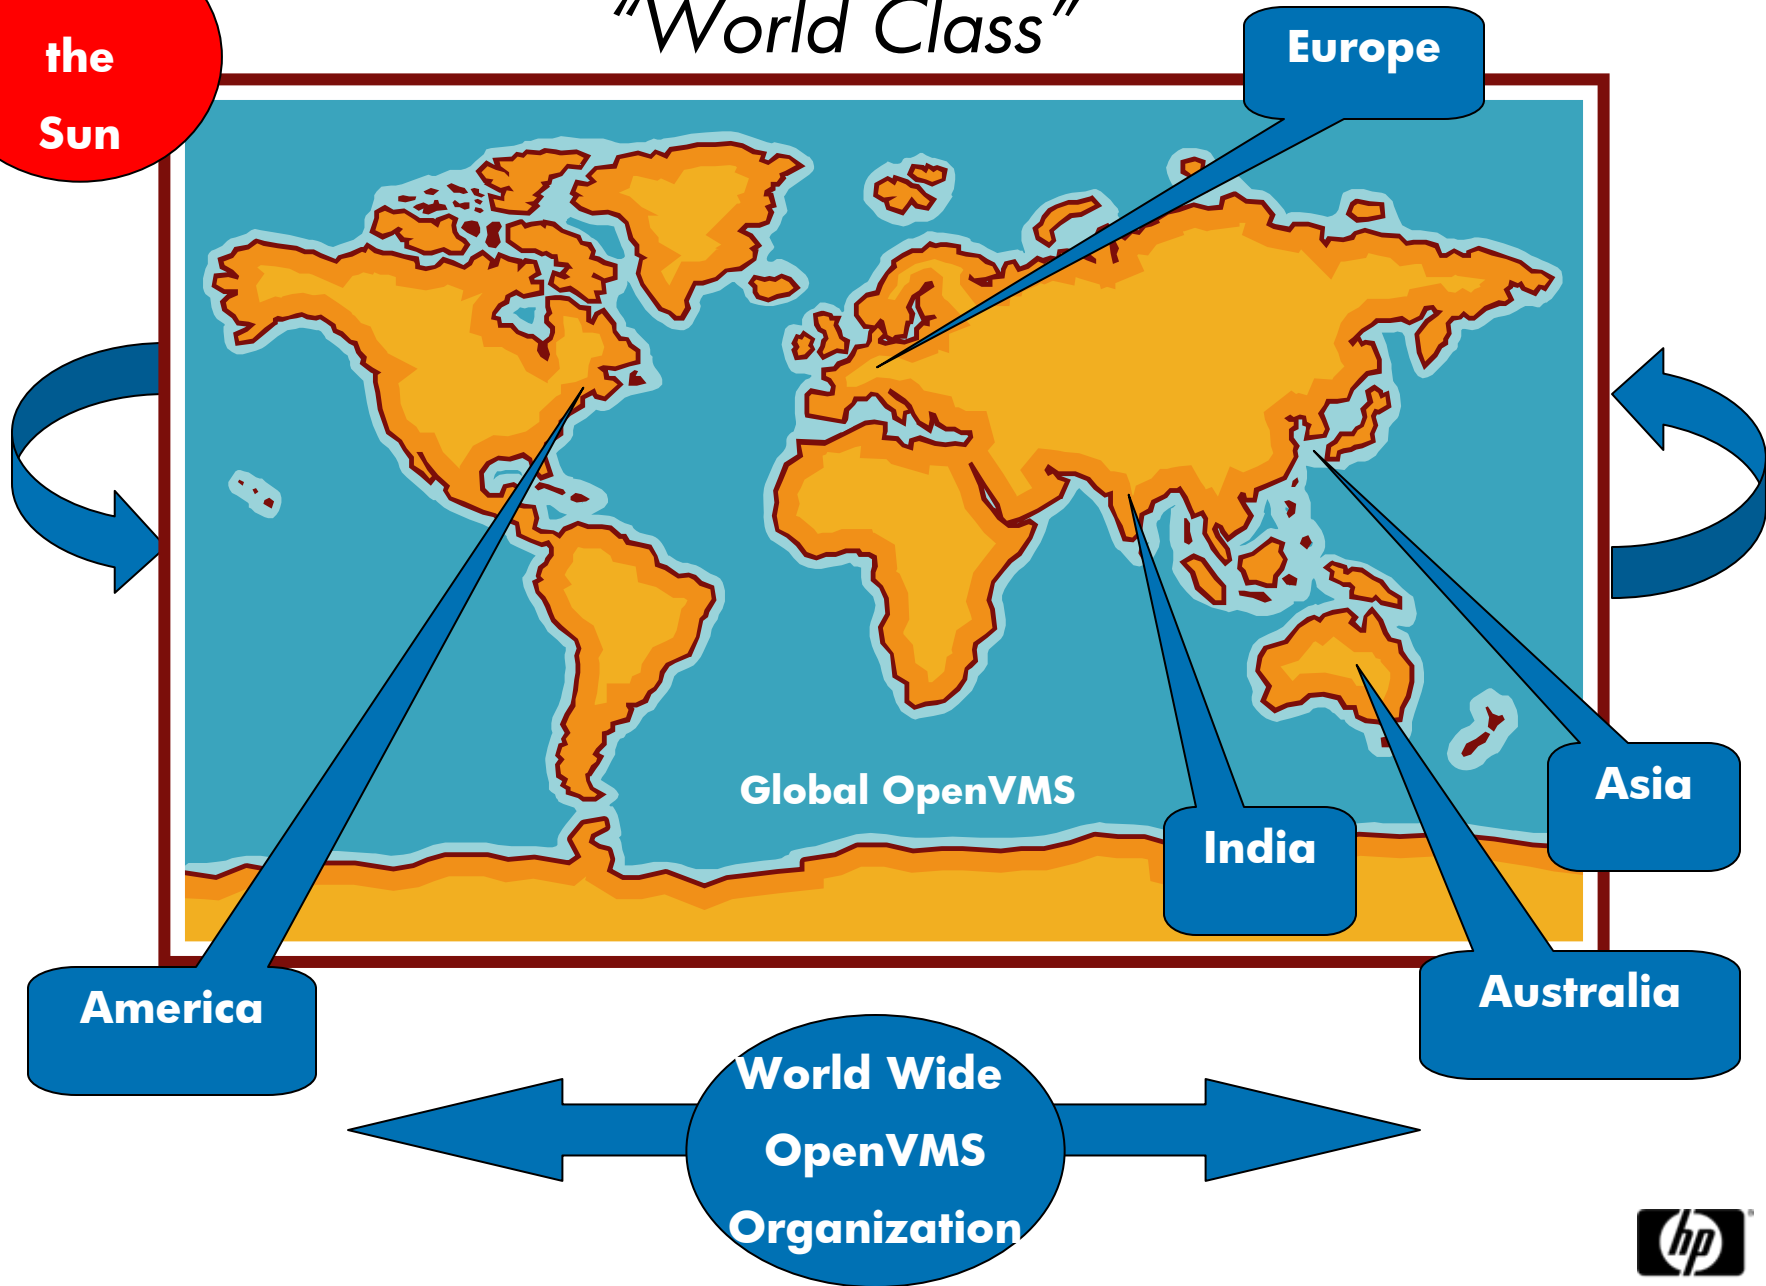 the
Sun
"World Class"
Europe
Asia
Global OpenVMS
India
Australia
America
World Wide
OpenVMS
Organization
hp